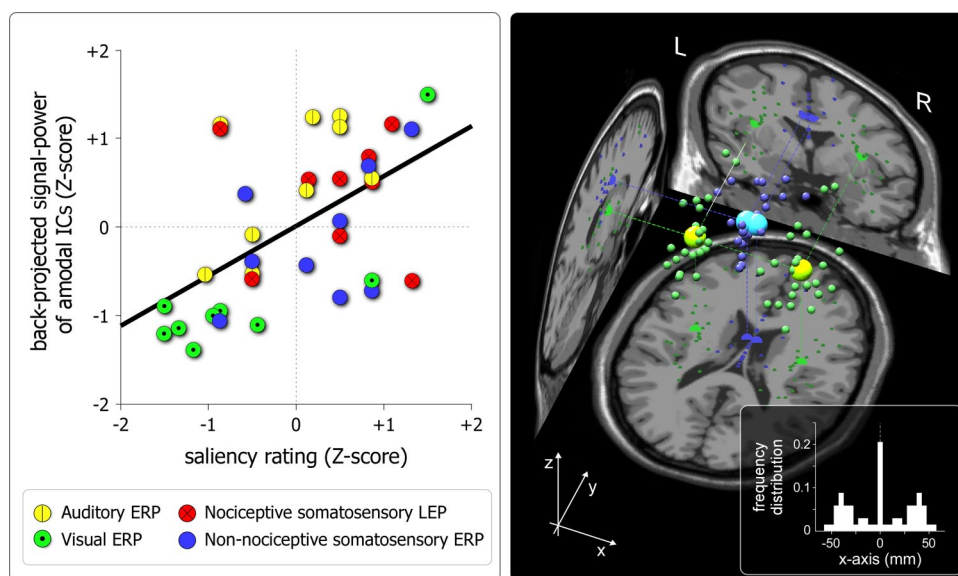 +2
+1
0
-1
-2
-2
-1
0
+1
+2
back-projected signal-power
of amodal ICs (Z-score)
saliency rating (Z-score)
Auditory ERP
Nociceptive somatosensory LEP
Visual ERP
Non-nociceptive somatosensory ERP
L
R
z
y
x
frequency
distribution
0.2
0.1
0
-50
0
50
x-axis (mm)